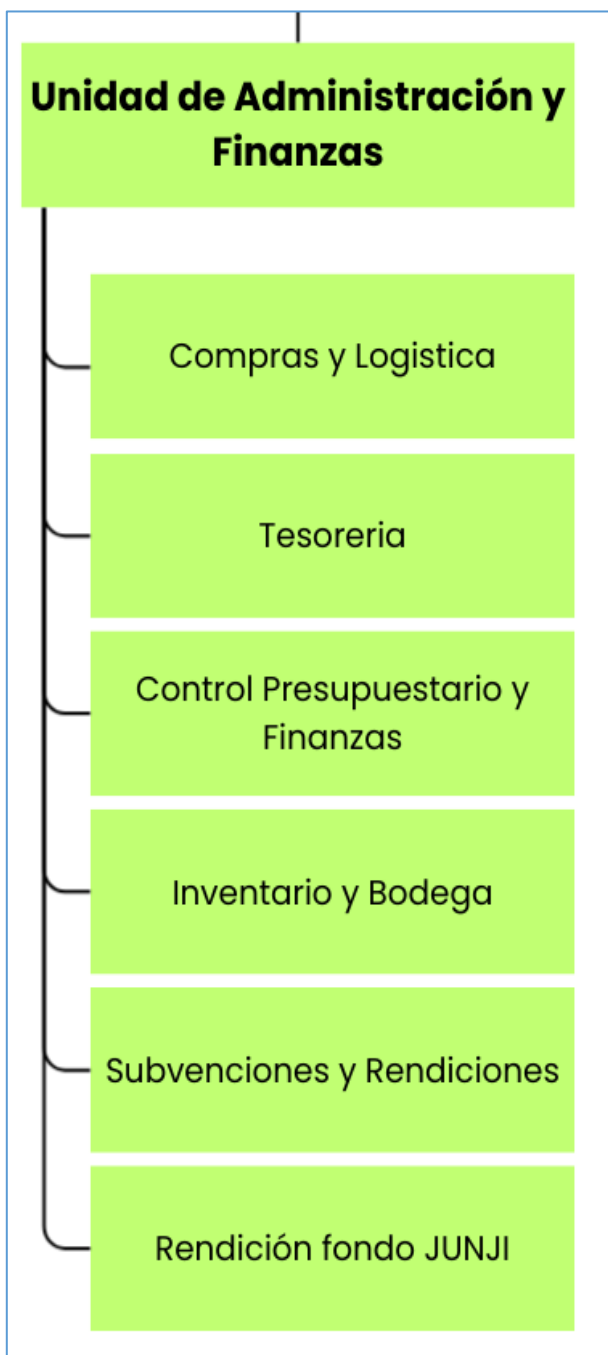 Unidad de Administración y
Finanzas
Compras y Logistica
Tesoreria
Control Presupuestario y
Finanzas
Inventario y Bodega
Subvenciones y Rendiciones
Rendición fondo JUNJI